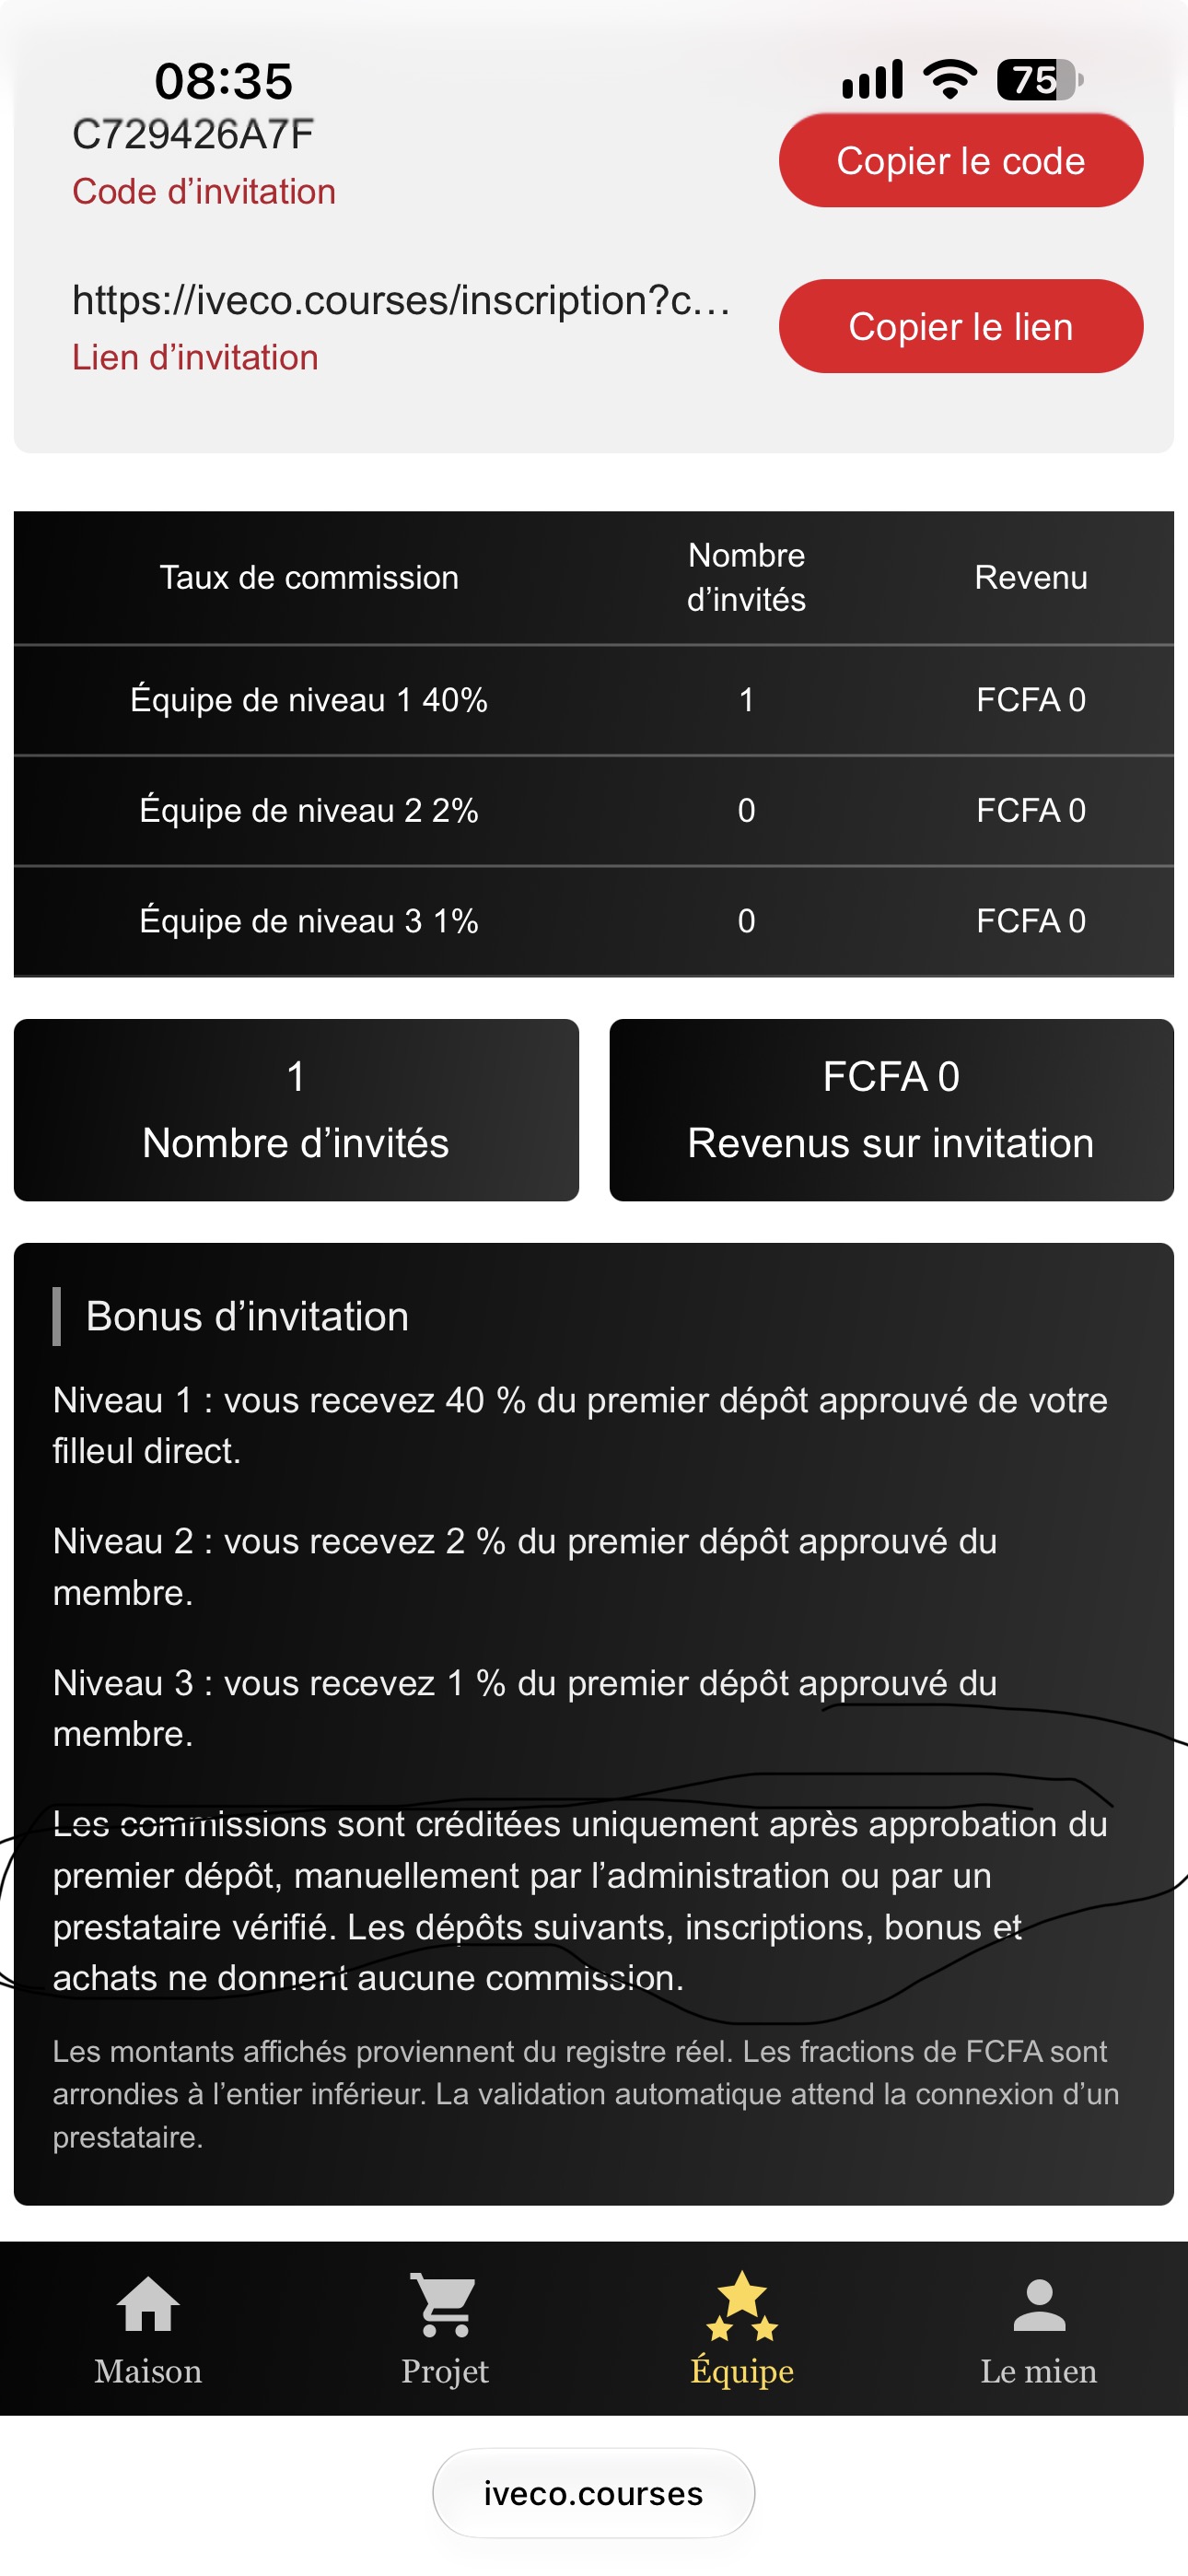 08:35
75
C729426A7F
Copier le code
Code d’invitation
https://iveco.courses/inscription?c...
Copier le lien
Lien d’invitation
Taux de commission
Nombre
d’invités
Revenu
Équipe de niveau 1 40%
1
FCFA 0
Équipe de niveau 2 2%
0
FCFA 0
Équipe de niveau 3 1%
0
FCFA 0
1
Nombre d’invités
FCFA 0
Revenus sur invitation
Bonus d’invitation
Niveau 1 : vous recevez 40 % du premier dépôt approuvé de votre
filleul direct.
Niveau 2 : vous recevez 2 % du premier dépôt approuvé du
membre.
Niveau 3 : vous recevez 1 % du premier dépôt approuvé du
membre.
Les commissions sont créditées uniquement après approbation du
premier dépôt, manuellement par l’administration ou par un
prestataire vérifié. Les dépôts suivants, inscriptions, bonus et
achats ne donnent aucune commission.
Les montants affichés proviennent du registre réel. Les fractions de FCFA sont
arrondies à l’entier inférieur. La validation automatique attend la connexion d’un
prestataire.
Maison
Projet
Équipe
Le mien
iveco.courses